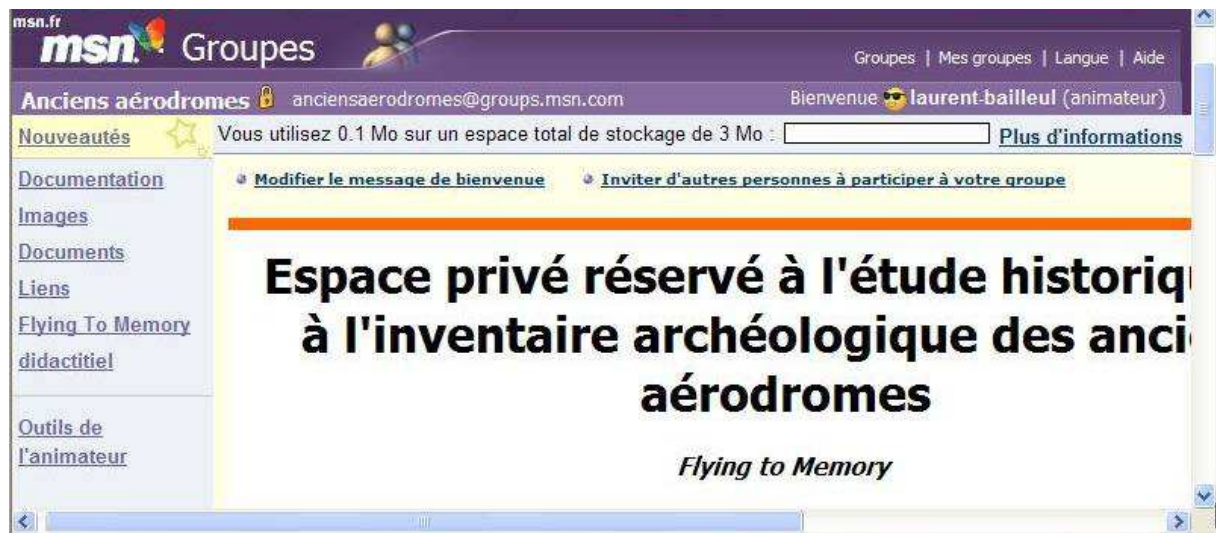 msn.fr
msn Groupes
Groupes | Mes groupes | Langue | Aide
Anciens aérodromes anciensaerodromes@groups.msn.com Bienvenue laurent-bailleul (animateur)
Nouveautés
Vous utilisez 0.1 Mo sur un espace total de stockage de 3 Mo : Plus d'informations
Documentation
Images
Documents
Liens
Flying To Memory
didactitiel
Outils de
l'animateur
Modifier le message de bienvenue Inviter d'autres personnes à participer à votre groupe
Espace privé réservé à l'étude historiq
à l'inventaire archéologique des anci
aérodromes
Flying to Memory